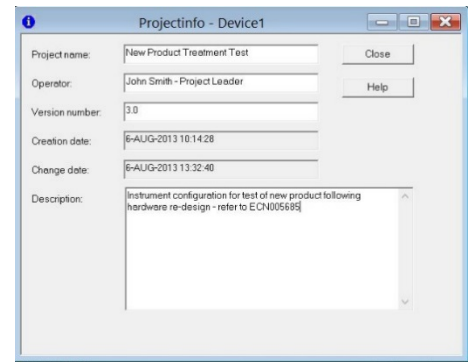 Projectinfo - Device1
Project name: New Product Treatment Test Close
Operator: John Smith - Project Leader Help
Version number: 3.0
Creation date: 6-AUG-2013 10:14:28
Change date: 6-AUG-2013 13:32:40
Description: Instrument configuration for test of new product following
hardware re-design - refer to ECN005685